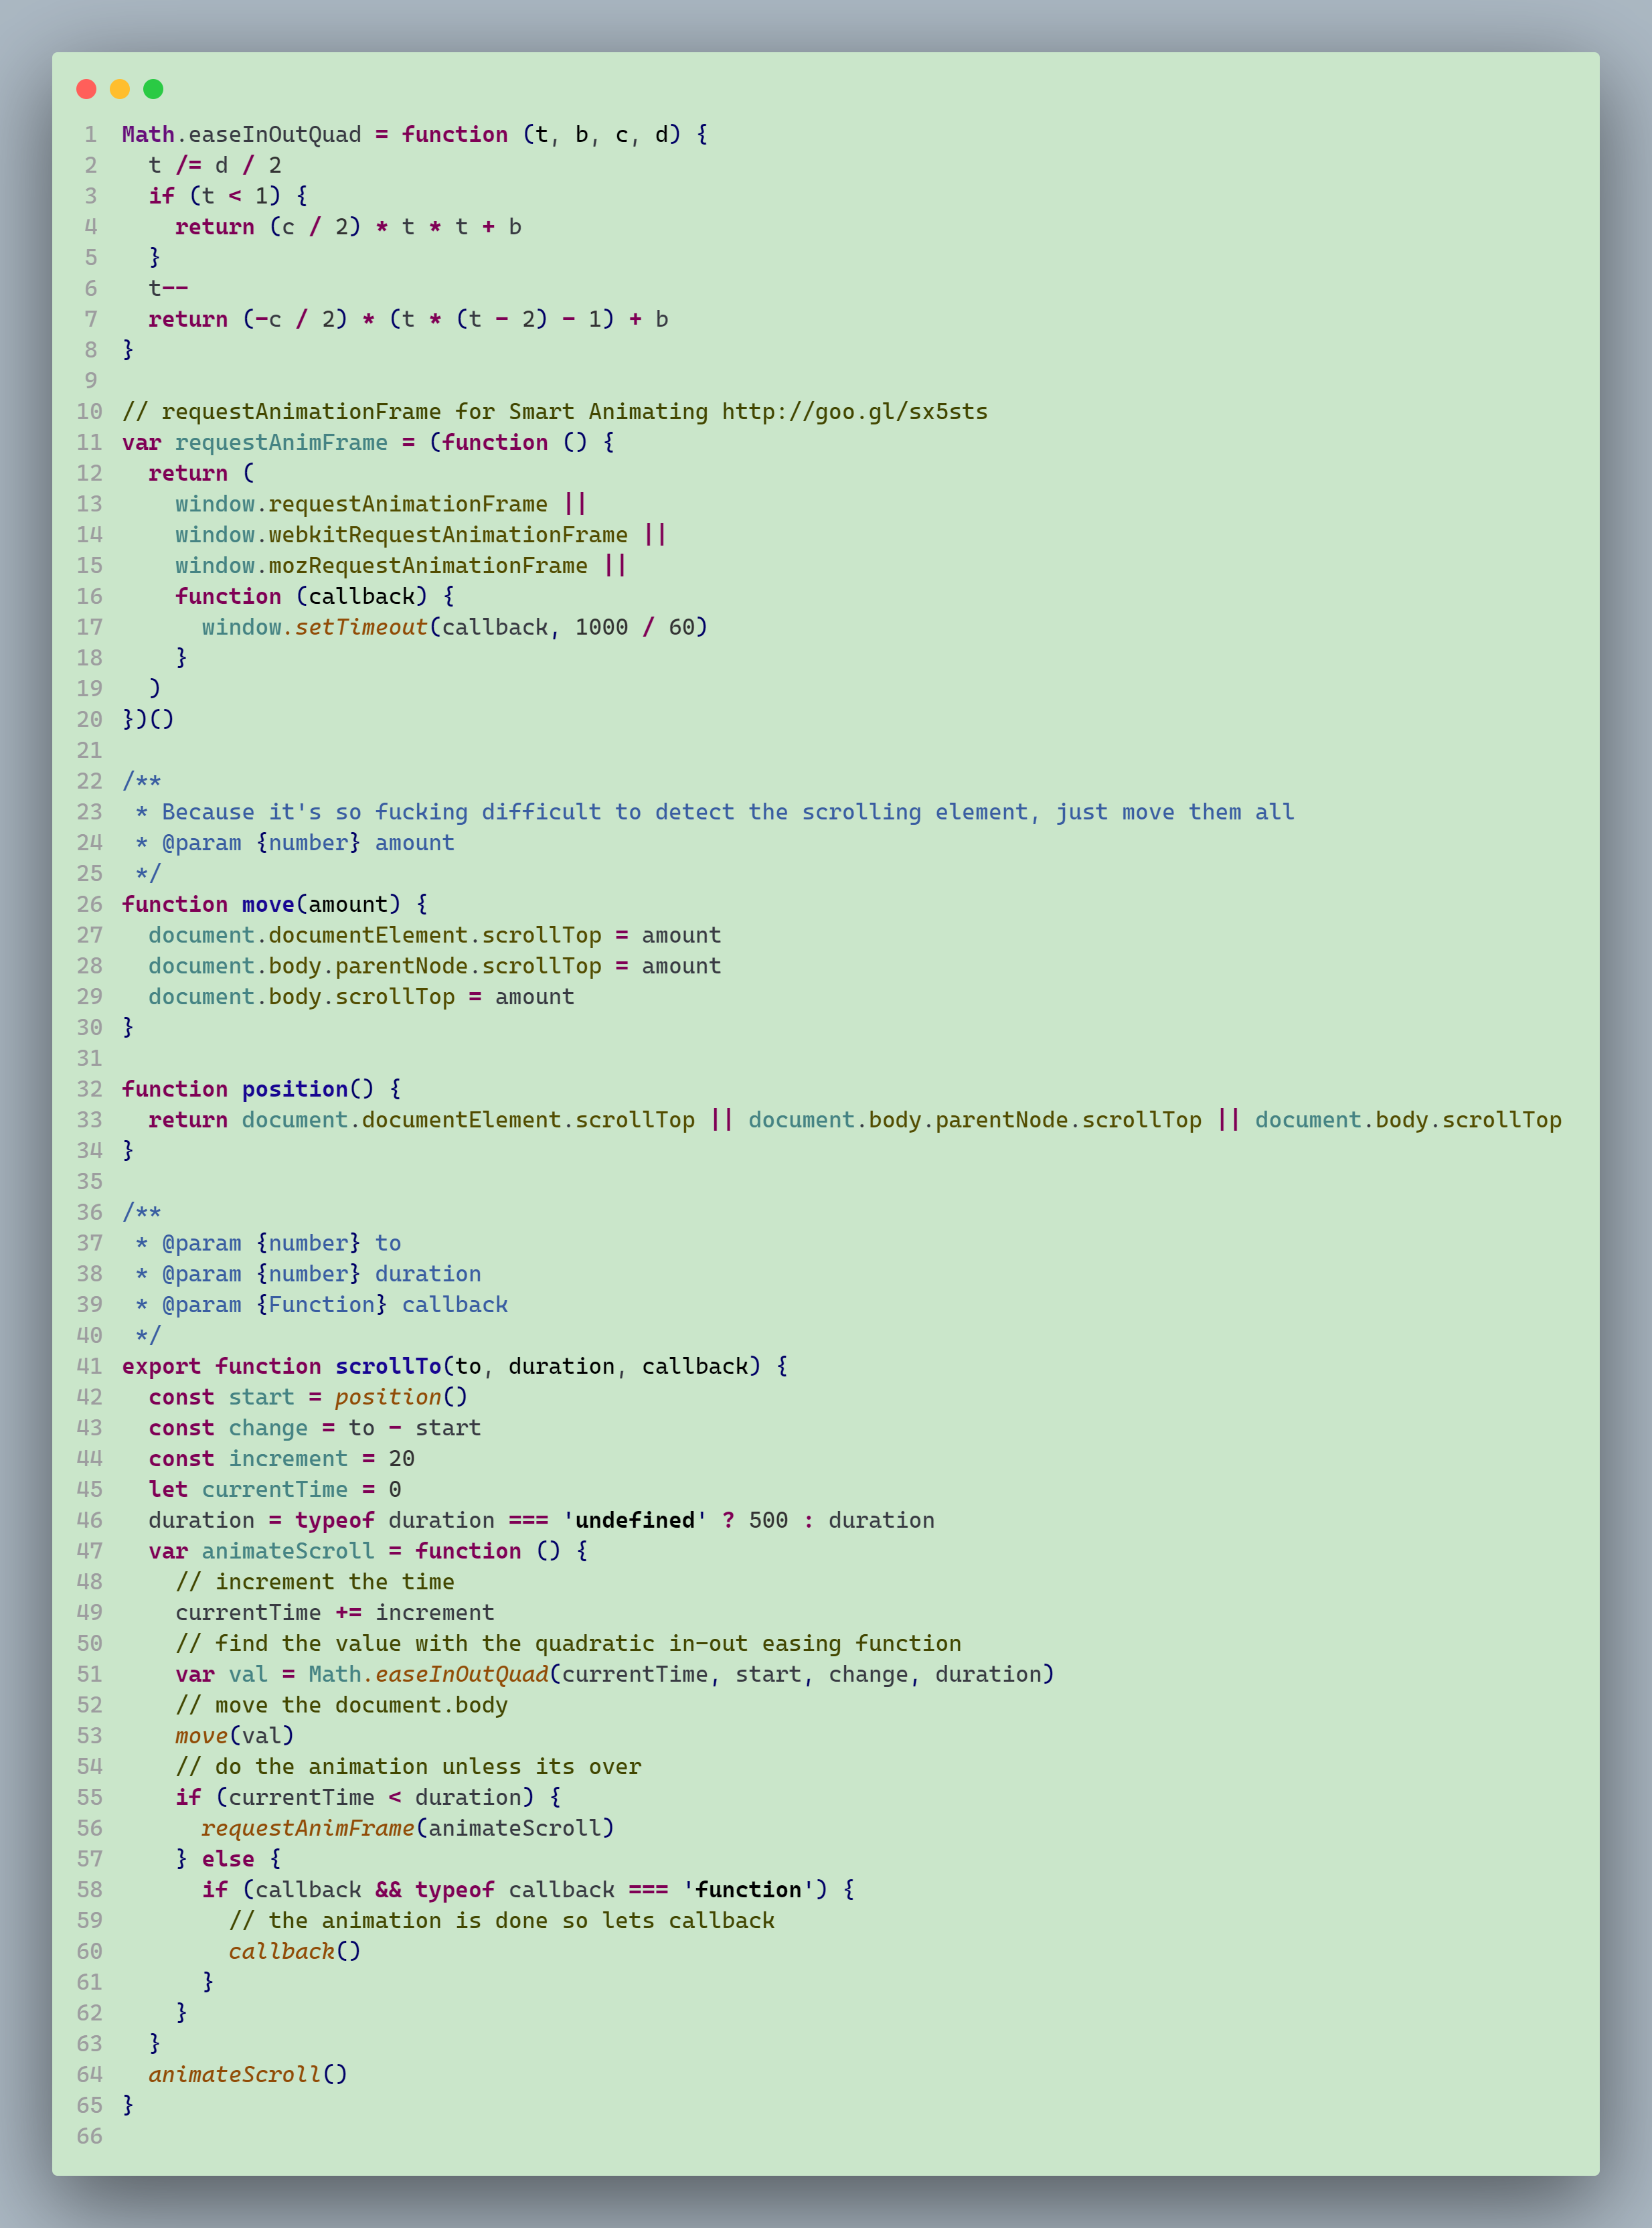 1 Math.easeInOutQuad = function (t, b, c, d) {
2   t /= d / 2
3   if (t < 1) {
4     return (c / 2) * t * t + b
5   }
6   t--
7   return (-c / 2) * (t * (t - 2) - 1) + b
8 }
9
10 // requestAnimationFrame for Smart Animating http://goo.gl/sx5sts
11 var requestAnimFrame = (function () {
12   return (
13     window.requestAnimationFrame ||
14     window.webkitRequestAnimationFrame ||
15     window.mozRequestAnimationFrame ||
16     function (callback) {
17       window.setTimeout(callback, 1000 / 60)
18     }
19   )
20 })()
21
22 /**
23  * Because it's so fucking difficult to detect the scrolling element, just move them all
24  * @param {number} amount
25  */
26 function move(amount) {
27   document.documentElement.scrollTop = amount
28   document.body.parentNode.scrollTop = amount
29   document.body.scrollTop = amount
30 }
31
32 function position() {
33   return document.documentElement.scrollTop || document.body.parentNode.scrollTop || document.body.scrollTop
34 }
35
36 /**
37  * @param {number} to
38  * @param {number} duration
39  * @param {Function} callback
40  */
41 export function scrollTo(to, duration, callback) {
42   const start = position()
43   const change = to - start
44   const increment = 20
45   let currentTime = 0
46   duration = typeof duration === 'undefined' ? 500 : duration
47   var animateScroll = function () {
48     // increment the time
49     currentTime += increment
50     // find the value with the quadratic in-out easing function
51     var val = Math.easeInOutQuad(currentTime, start, change, duration)
52     // move the document.body
53     move(val)
54     // do the animation unless its over
55     if (currentTime < duration) {
56       requestAnimFrame(animateScroll)
57     } else {
58       if (callback && typeof callback === 'function') {
59         // the animation is done so lets callback
60         callback()
61       }
62     }
63   }
64   animateScroll()
65 }
66